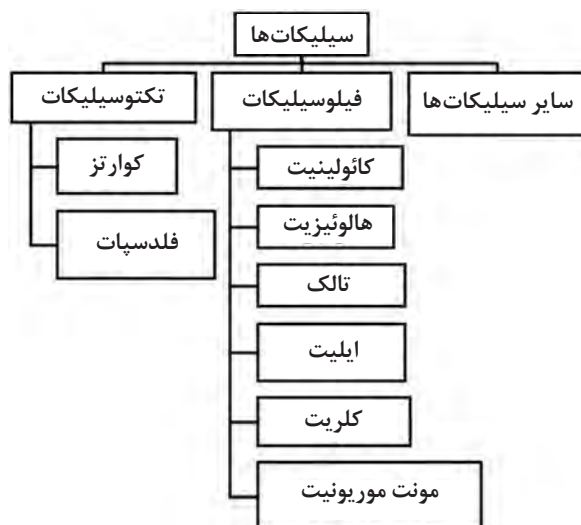 سیلیکات‌ها
سایر سیلیکات‌ها
فیلوسیلیکات
تکتوسیلیکات
کائولینیت
هالوئیزیت
تالک
ایلیت
کلریت
مونت موریونیت
کوارتز
فلدسپات